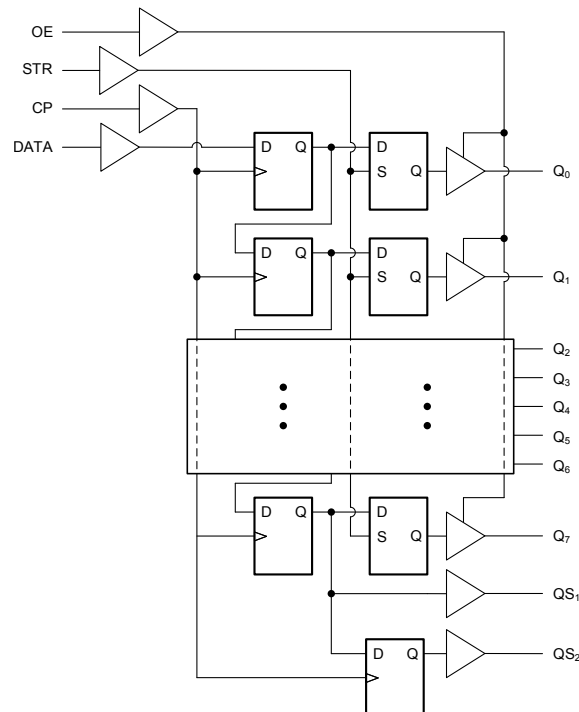 OE
STR
CP
DATA
D Q D
S Q
Q₀
D Q D
S Q
Q₁
Q₂
Q₃
Q₄
Q₅
Q₆
D Q D
S Q
Q₇
QS₁
D Q
QS₂